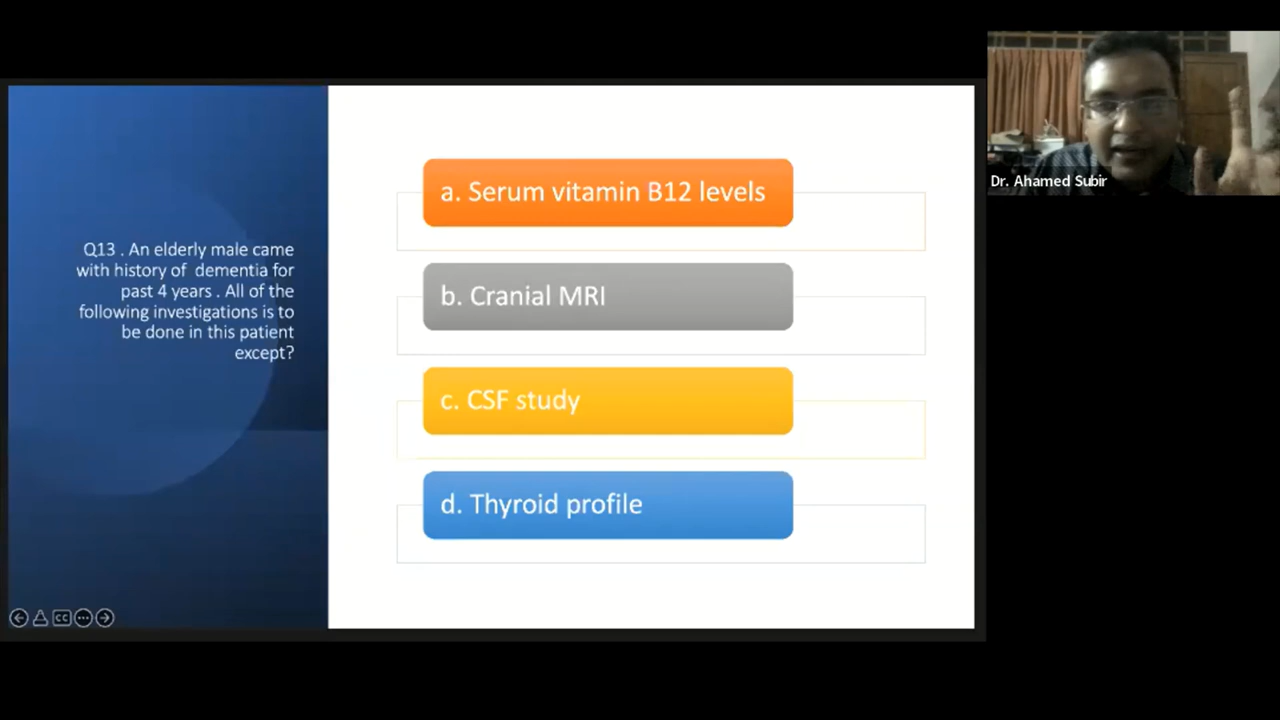 Q13 . An elderly male came
with history of dementia for
past 4 years . All of the
following investigations is to
be done in this patient
except?
a. Serum vitamin B12 levels
b. Cranial MRI
c. CSF study
d. Thyroid profile
Dr. Ahamed Subir
CC